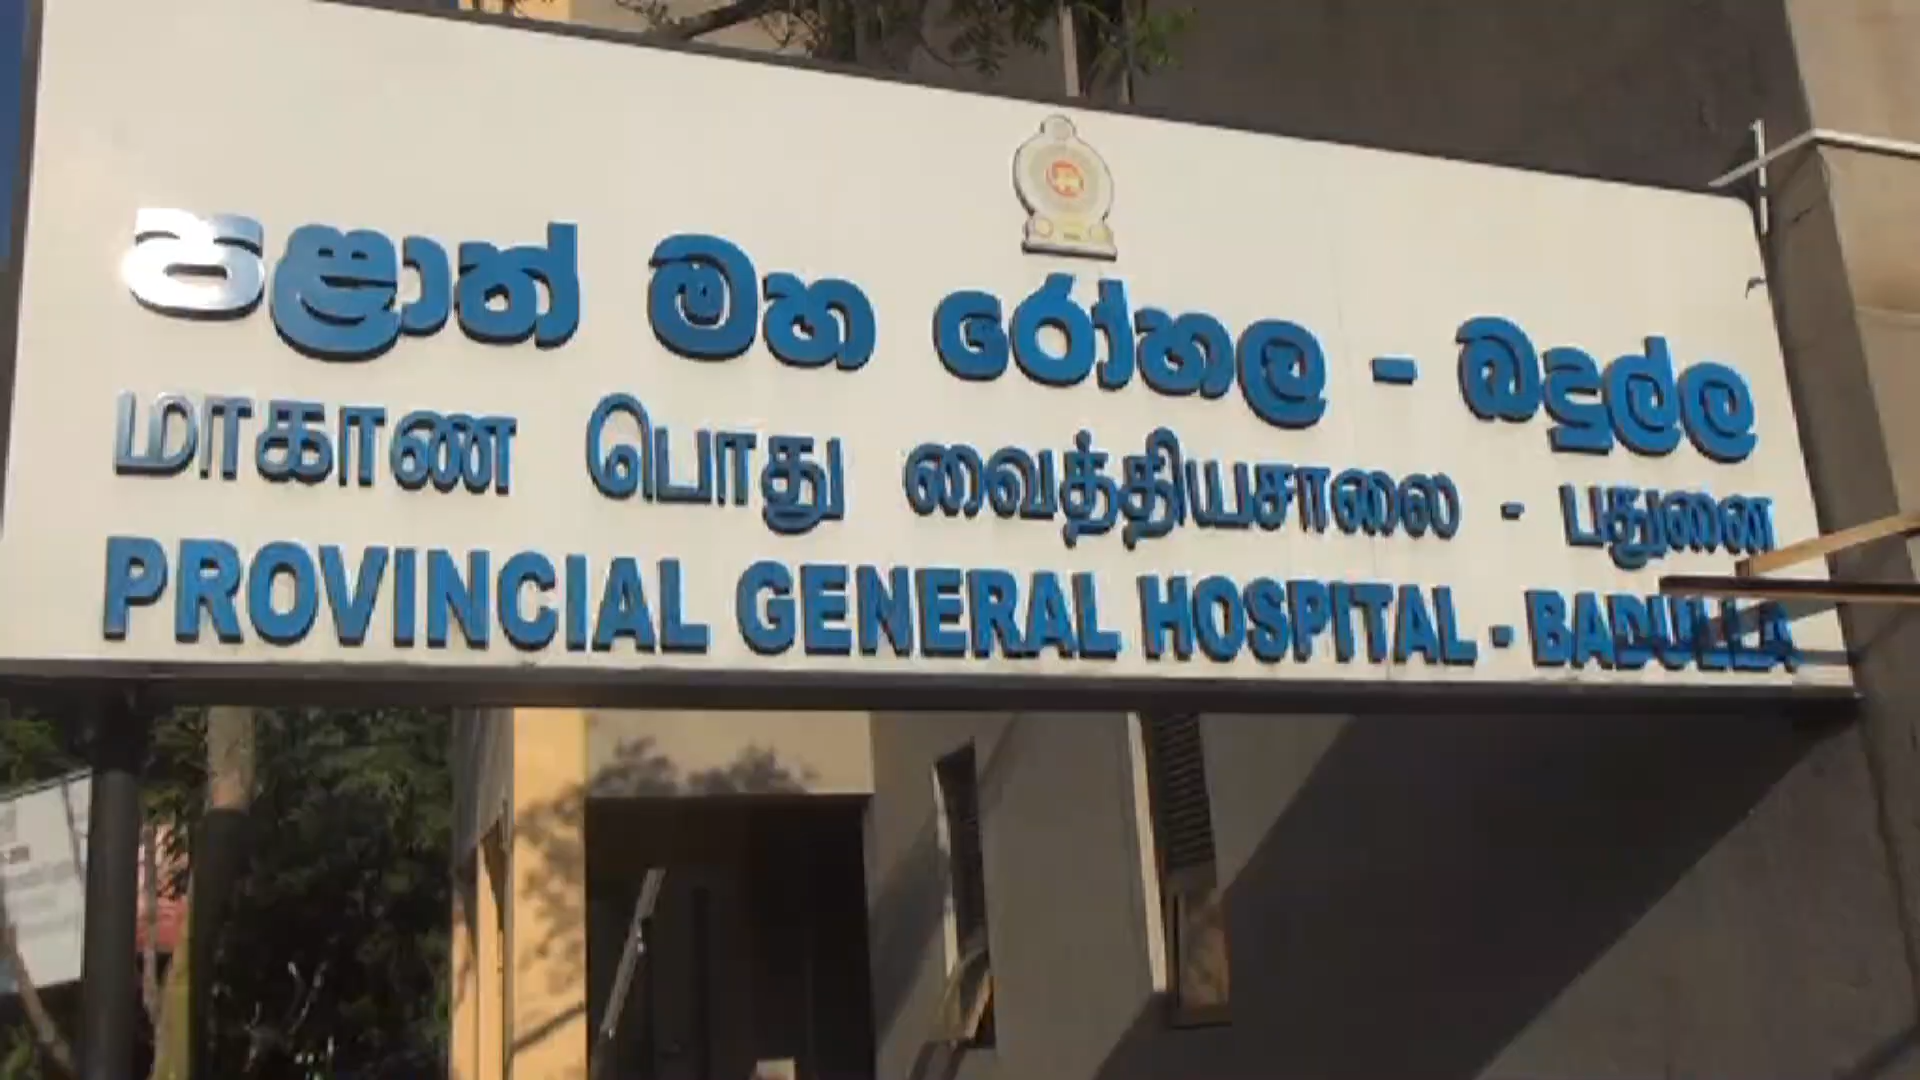 පළාත් මහ රෝහල - බදුල්ල
மாகாண பொது வைத்தியசாலை - பதுளை
PROVINCIAL GENERAL HOSPITAL - BADULLA